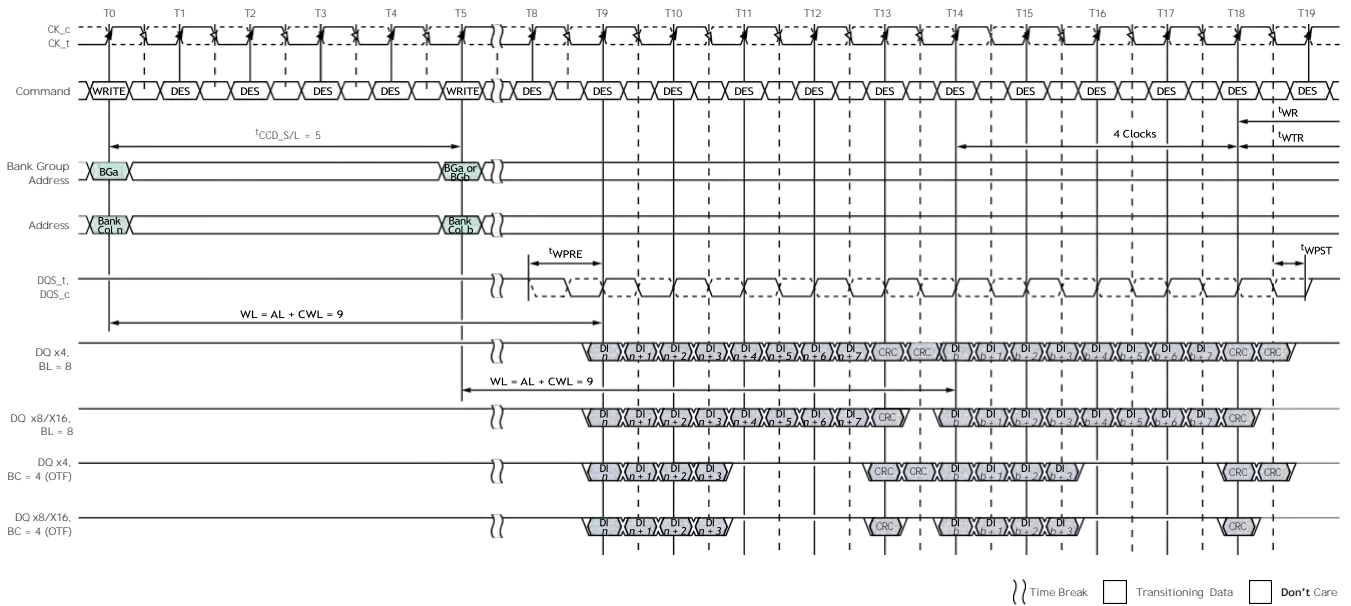 T0 T1 T2 T3 T4 T5 T8 T9 T10 T11 T12 T13 T14 T15 T16 T17 T18 T19
CK_c
CK_t
Command WRITE DES DES DES DES WRITE DES DES DES DES DES DES DES DES DES DES DES DES
tWR
tCCD_S/L = 5 4 Clocks tWTR
Bank Group
Address BGa BGa or
BGb
Address Bank
Col n Bank
Col b
tWPRE tWPST
DQS_t,
DQS_c
WL = AL + CWL = 9
DQ x4,
BL = 8
DI
n DI
n + 1 DI
n + 2 DI
n + 3 DI
n + 4 DI
n + 5 DI
n + 6 DI
n + 7 CRC CRC DI
b DI
b + 1 DI
b + 2 DI
b + 3 DI
b + 4 DI
b + 5 DI
b + 6 DI
b + 7 CRC CRC
WL = AL + CWL = 9
DQ x8/X16,
BL = 8
DI
n DI
n + 1 DI
n + 2 DI
n + 3 DI
n + 4 DI
n + 5 DI
n + 6 DI
n + 7 CRC DI
b DI
b + 1 DI
b + 2 DI
b + 3 DI
b + 4 DI
b + 5 DI
b + 6 DI
b + 7 CRC
DQ x4,
BC = 4 (OTF)
DI
n DI
n + 1 DI
n + 2 DI
n + 3 CRC CRC DI
b DI
b + 1 DI
b + 2 DI
b + 3 CRC CRC
DQ x8/X16,
BC = 4 (OTF)
DI
n DI
n + 1 DI
n + 2 DI
n + 3 CRC DI
b DI
b + 1 DI
b + 2 DI
b + 3 CRC
Time Break Transitioning Data Don't Care